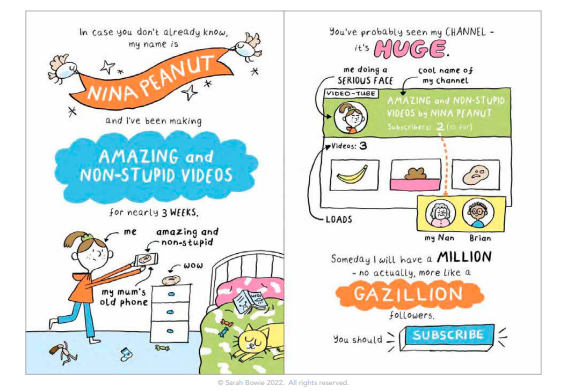 In case you don't already know,
my name is
NINA PEANUT
and I've been making
AMAZING and
NON-STUPID VIDEOS
for nearly 3 WEEKS.
me
amazing and
non-stupid
wow
my mum's
old phone
You've probably seen my CHANNEL -
it's HUGE.
me doing a
SERIOUS FACE
cool name of
my channel
VIDEO-TUBE
AMAZING and NON-STUPID
VIDEOS by NINA PEANUT
Subscribers: 2 (so far)
Videos: 3
LOADS
my Nan
Brian
Someday I will have a MILLION
- no actually, more like a
GAZILLION
followers.
You should
SUBSCRIBE
© Sarah Bowie 2022. All rights reserved.